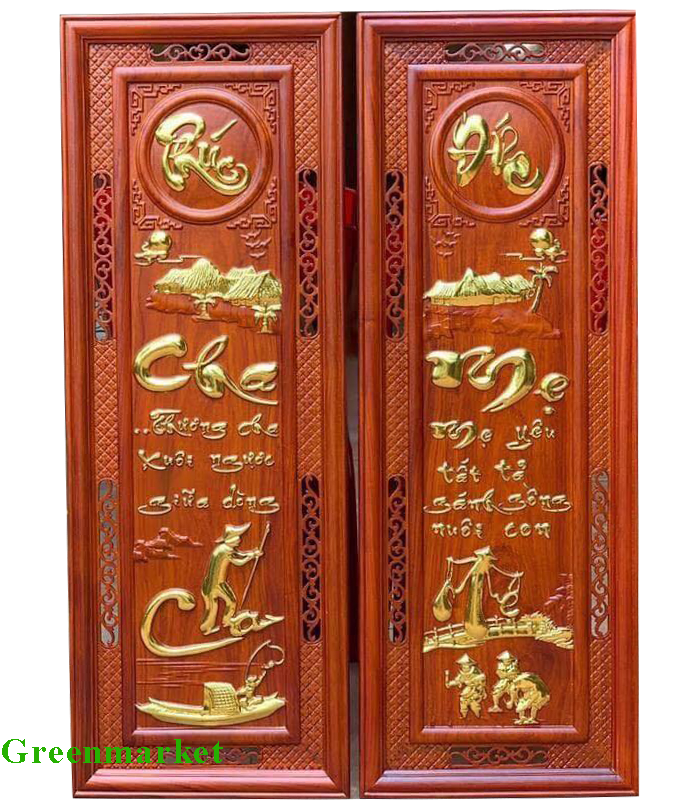 Phúc
Cha
..Thương cha
Xuôi ngược
giữa dòng
Cha
Đức
Mẹ
Mẹ yêu
tất tả
gánh gồng
nuôi con
Mẹ
Greenmarket